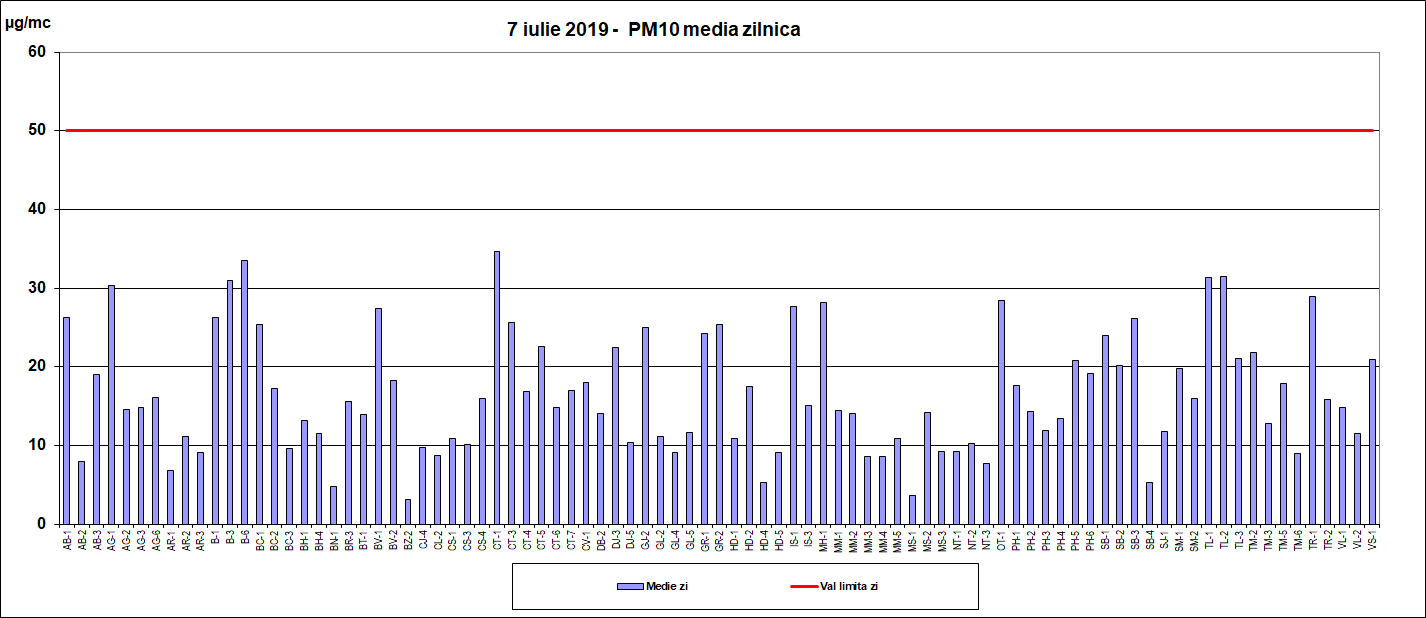 µg/mc
7 iulie 2019 - PM10 media zilnica
60
50
40
30
20
10
0
AB-1 AB-2 AB-3 AG-1 AG-2 AG-3 AG-6 AR-1 AR-2 AR-3 B-1 B-3 B-6 BC-1 BC-2 BC-3 BH-1 BH-4 BN-1 BR-3 BT-1 BV-1 BV-2 BZ-2 CJ-4 CL-2 CS-1 CS-3 CS-4 CT-1 CT-3 CT-4 CT-5 CT-6 CT-7 CV-1 DB-2 DJ-3 DJ-5 GJ-2 GL-2 GL-4 GL-5 GR-1 GR-2 HD-1 HD-2 HD-4 HD-5 IS-1 IS-3 MH-1 MM-1 MM-2 MM-3 MM-4 MM-5 MS-1 MS-2 MS-3 NT-1 NT-2 NT-3 OT-1 PH-1 PH-2 PH-3 PH-4 PH-5 PH-6 SB-1 SB-2 SB-3 SB-4 SJ-1 SM-1 SM-2 TL-1 TL-2 TL-3 TM-2 TM-3 TM-5 TM-6 TR-1 TR-2 VL-1 VL-2 VS-1
Medie zi
Val limita zi